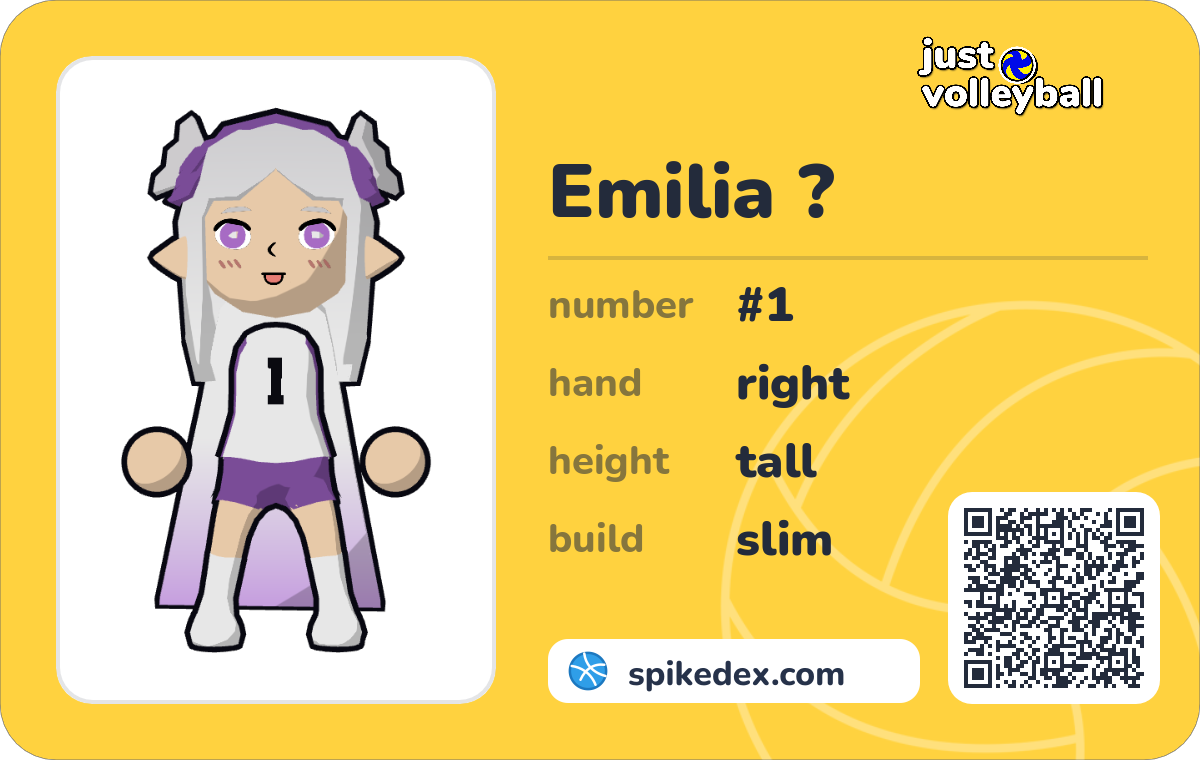 just
volleyball
Emilia ?
number #1
hand right
height tall
build slim
1
spikedex.com